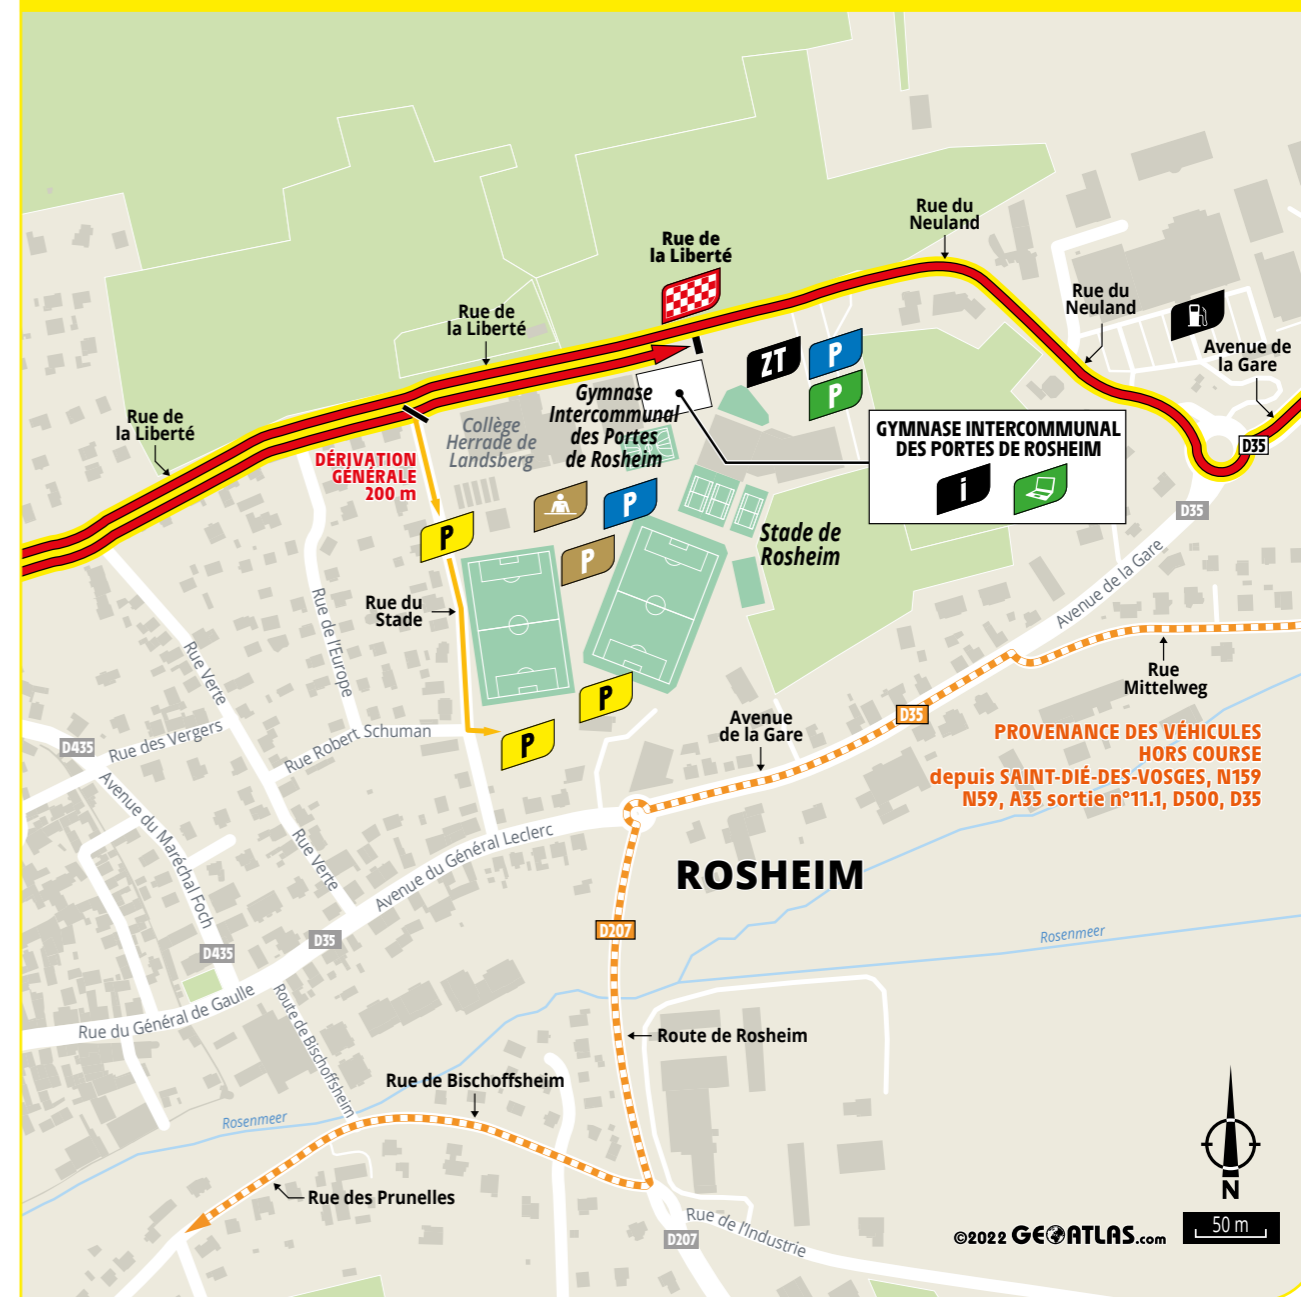 Rue du
Neuland
Rue de
la Liberté
Rue du
Neuland
Rue de
la Liberté
Avenue de
la Gare
ZT
P
P
Gymnase
Intercommunal
des Portes
de Rosheim
Rue de
la Liberté
Collège
Herrade de
Landsberg
GYMNASE INTERCOMMUNAL
DES PORTES DE ROSHEIM
i
D35
DÉRIVATION
GÉNÉRALE
200 m
P
P
D35
P
Stade de
Rosheim
Avenue de la Gare
Rue du
Stade
Rue de l'Europe
Rue Verte
Rue
Mittelweg
P
P
D35
Avenue
de la Gare
D435
Rue des Vergers
Rue Robert Schuman
PROVENANCE DES VÉHICULES
HORS COURSE
depuis SAINT-DIÉ-DES-VOSGES, N159
N59, A35 sortie n°11.1, D500, D35
Avenue du Maréchal Foch
Rue Verte
Avenue du Général Leclerc
ROSHEIM
D207
D35
D435
Rosenmeer
Rue du Général de Gaulle
Route de Bischoffsheim
Route de Rosheim
Rue de Bischoffsheim
Rosenmeer
Rue des Prunelles
Rue de l'Industrie
D207
N
50 m
©2022 GEOATLAS.com